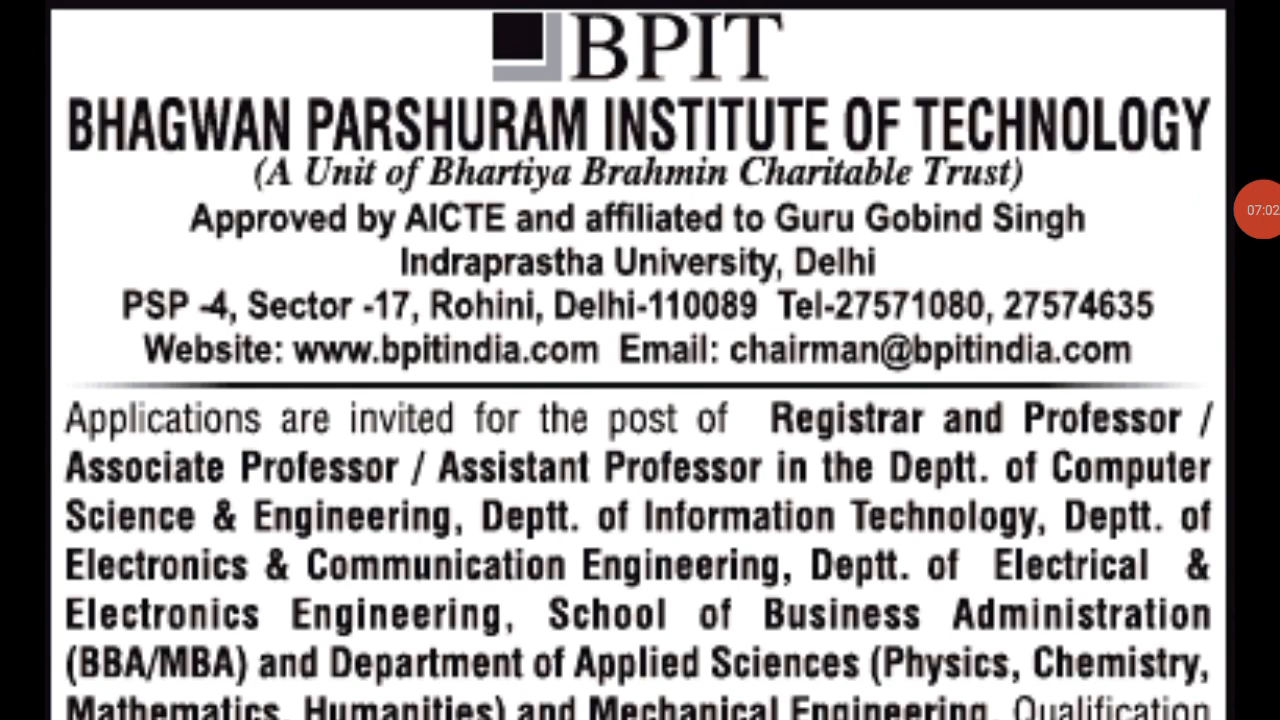 BPIT
BHAGWAN PARSHURAM INSTITUTE OF TECHNOLOGY
(A Unit of Bhartiya Brahmin Charitable Trust)
Approved by AICTE and affiliated to Guru Gobind Singh
Indraprastha University, Delhi
PSP -4, Sector -17, Rohini, Delhi-110089 Tel-27571080, 27574635
Website: www.bpitindia.com Email: chairman@bpitindia.com
Applications are invited for the post of Registrar and Professor /
Associate Professor / Assistant Professor in the Deptt. of Computer
Science & Engineering, Deptt. of Information Technology, Deptt. of
Electronics & Communication Engineering, Deptt. of Electrical &
Electronics Engineering, School of Business Administration
(BBA/MBA) and Department of Applied Sciences (Physics, Chemistry,
Mathematics, Humanities) and Mechanical Engineering. Qualification
07:02